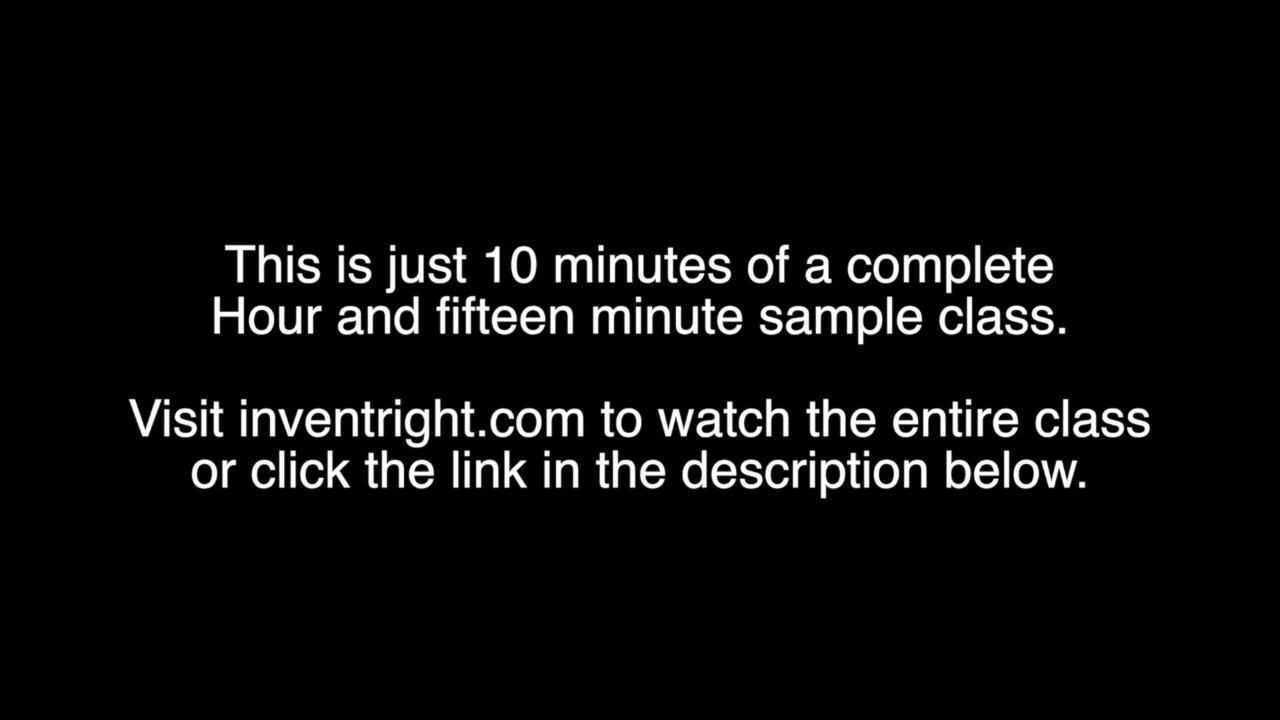 This is just 10 minutes of a complete
Hour and fifteen minute sample class.
Visit inventright.com to watch the entire class
or click the link in the description below.